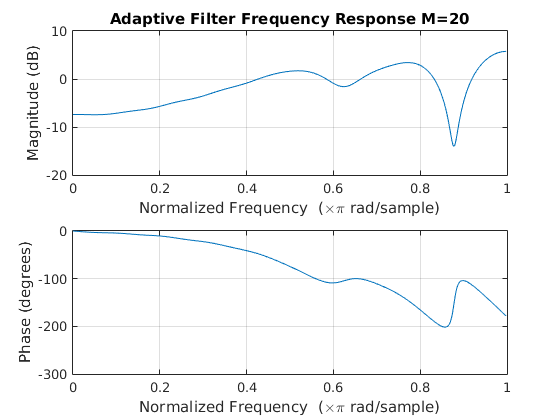 Adaptive Filter Frequency Response M=20
10
0
-10
-20
Magnitude (dB)
0 0.2 0.4 0.6 0.8 1
Normalized Frequency (×π rad/sample)
0
-100
-200
-300
Phase (degrees)
0 0.2 0.4 0.6 0.8 1
Normalized Frequency (×π rad/sample)